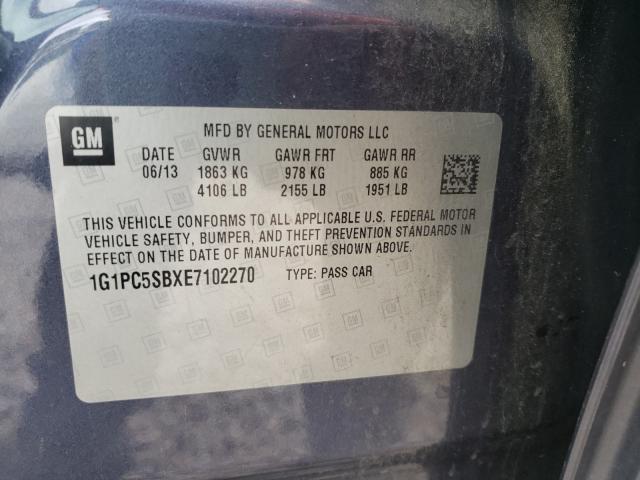 GM
MFD BY GENERAL MOTORS LLC
DATE GVWR GAWR FRT GAWR RR
06/13 1863 KG 978 KG 885 KG
4106 LB 2155 LB 1951 LB
THIS VEHICLE CONFORMS TO ALL APPLICABLE U.S. FEDERAL MOTOR
VEHICLE SAFETY, BUMPER, AND THEFT PREVENTION STANDARDS IN
EFFECT ON THE DATE OF MANUFACTURE SHOWN ABOVE.
1G1PC5SBXE7102270 TYPE: PASS CAR